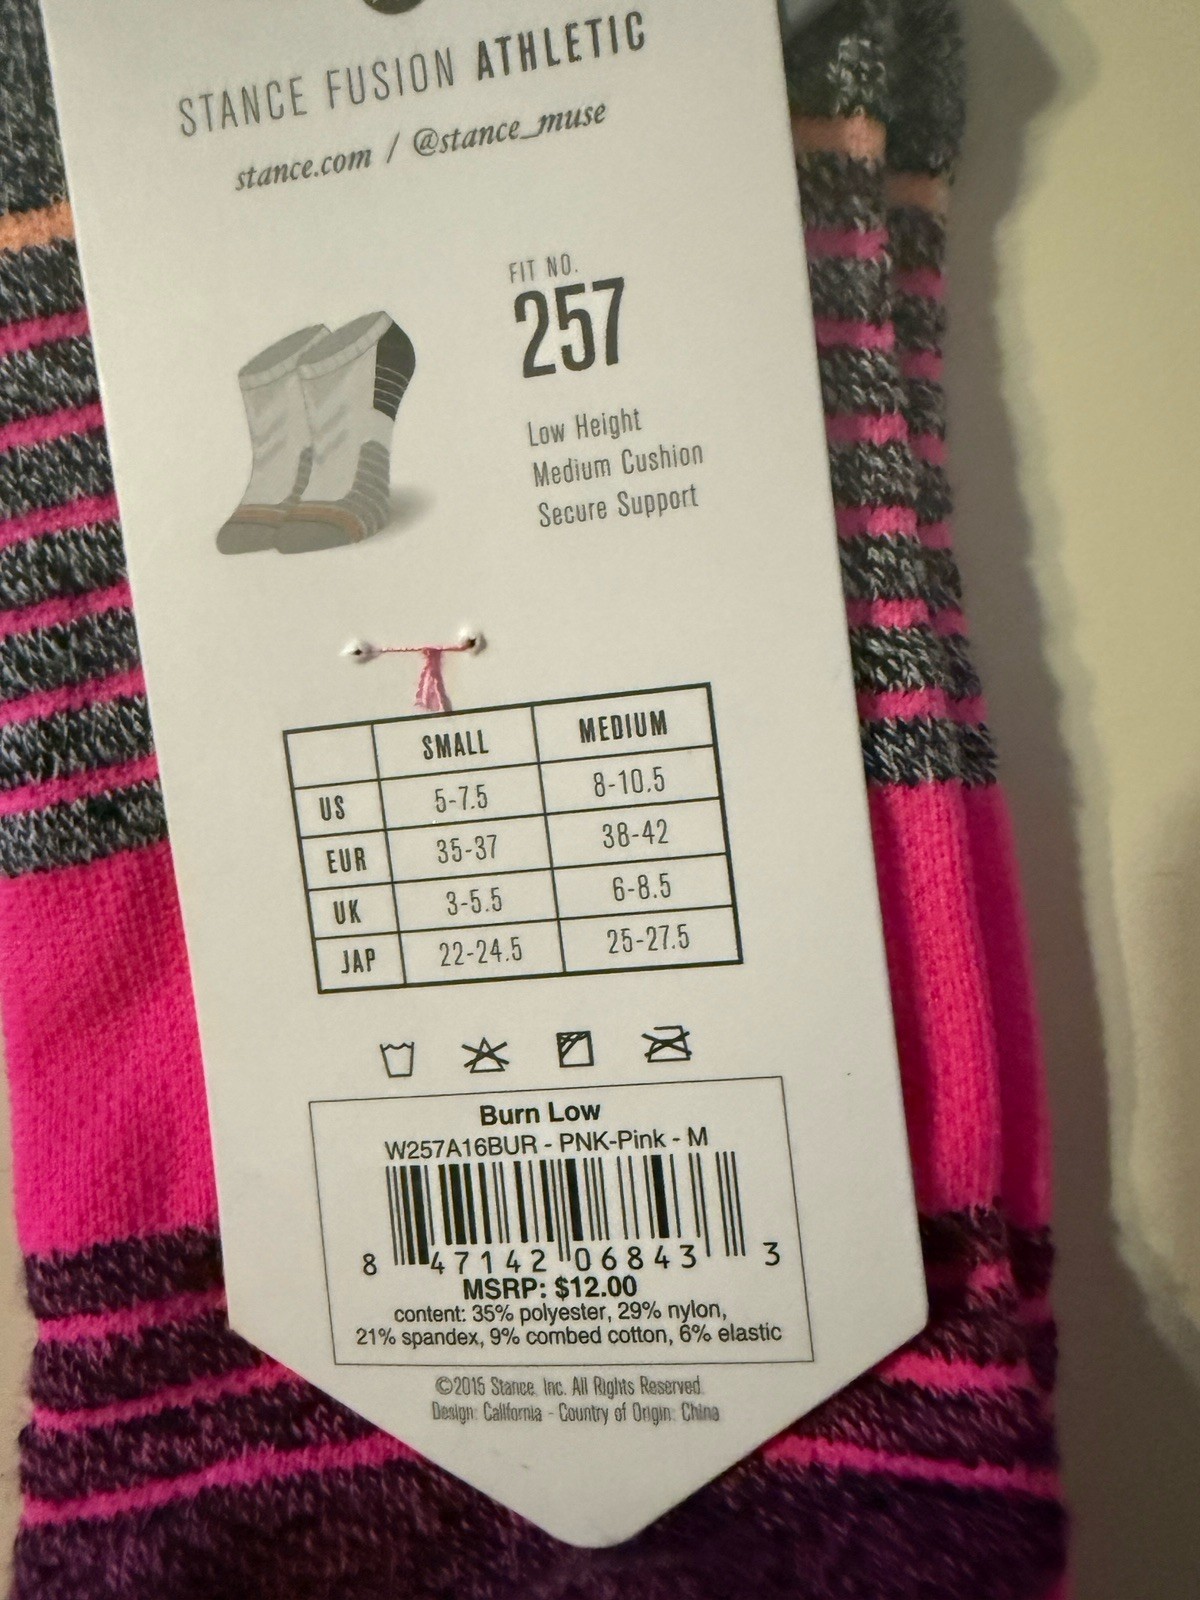 STANCE FUSION ATHLETIC
stance.com / @stance_muse
FIT NO.
257
Low Height
Medium Cushion
Secure Support
SMALL MEDIUM
US 5-7.5 8-10.5
EUR 35-37 38-42
UK 3-5.5 6-8.5
JAP 22-24.5 25-27.5
Burn Low
W257A16BUR - PNK-Pink - M
8 47142 06843 3
MSRP: $12.00
content: 35% polyester, 29% nylon,
21% spandex, 9% combed cotton, 6% elastic
©2015 Stance, Inc. All Rights Reserved.
Design: California - Country of Origin: China